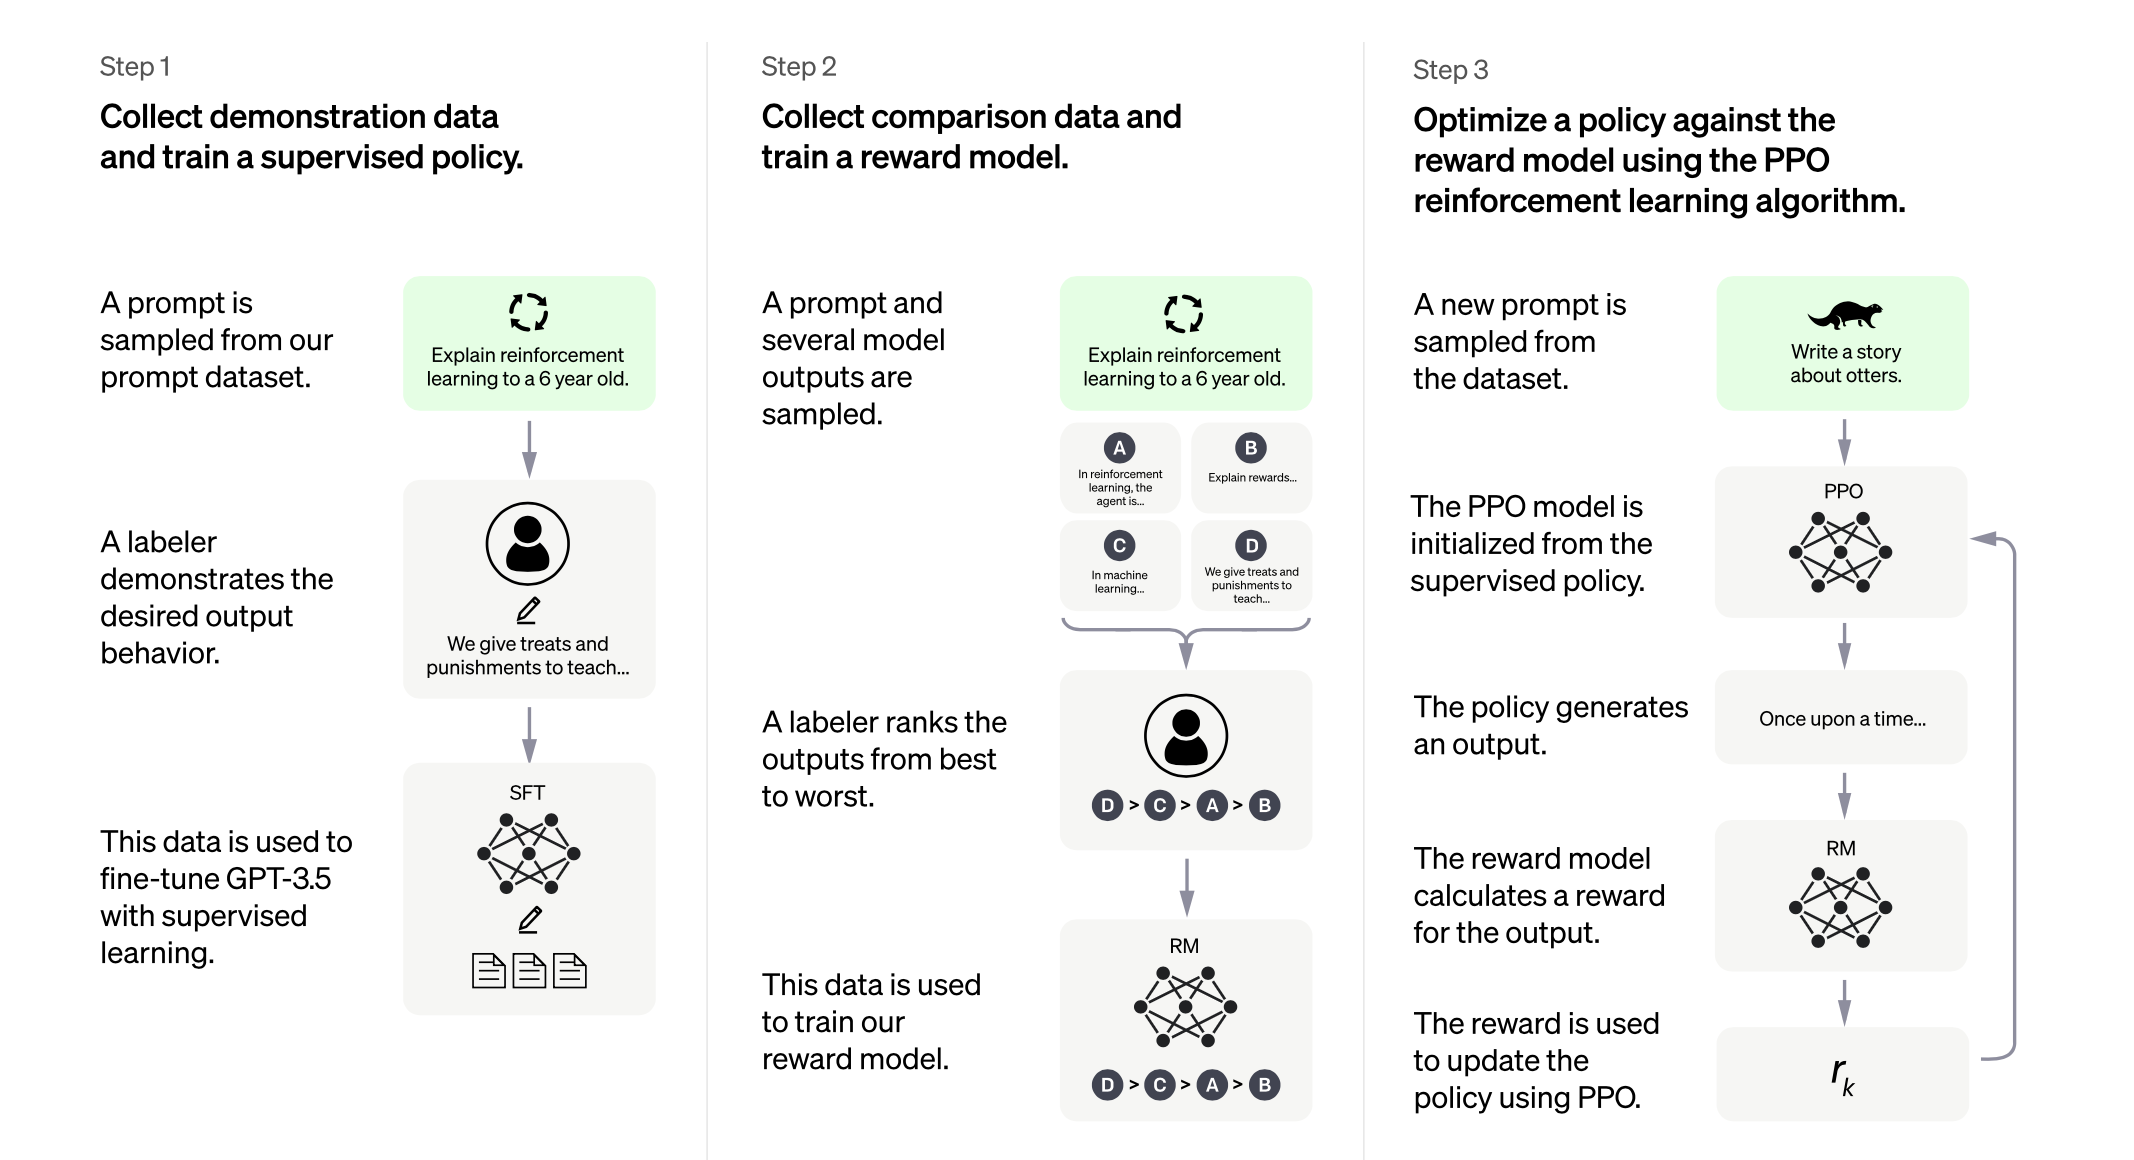 Step 1
Collect demonstration data
and train a supervised policy.
A prompt is
sampled from our
prompt dataset.
Explain reinforcement
learning to a 6 year old.
A labeler
demonstrates the
desired output
behavior.
We give treats and
punishments to teach...
This data is used to
fine-tune GPT-3.5
with supervised
learning.
SFT
Step 2
Collect comparison data and
train a reward model.
A prompt and
several model
outputs are
sampled.
Explain reinforcement
learning to a 6 year old.
A
In reinforcement
learning, the
agent is...
B
Explain rewards...
C
In machine
learning...
D
We give treats and
punishments to
teach...
A labeler ranks the
outputs from best
to worst.
D > C > A > B
This data is used
to train our
reward model.
RM
D > C > A > B
Step 3
Optimize a policy against the
reward model using the PPO
reinforcement learning algorithm.
A new prompt is
sampled from
the dataset.
Write a story
about otters.
The PPO model is
initialized from the
supervised policy.
PPO
The policy generates
an output.
Once upon a time...
The reward model
calculates a reward
for the output.
RM
The reward is used
to update the
policy using PPO.
r_k